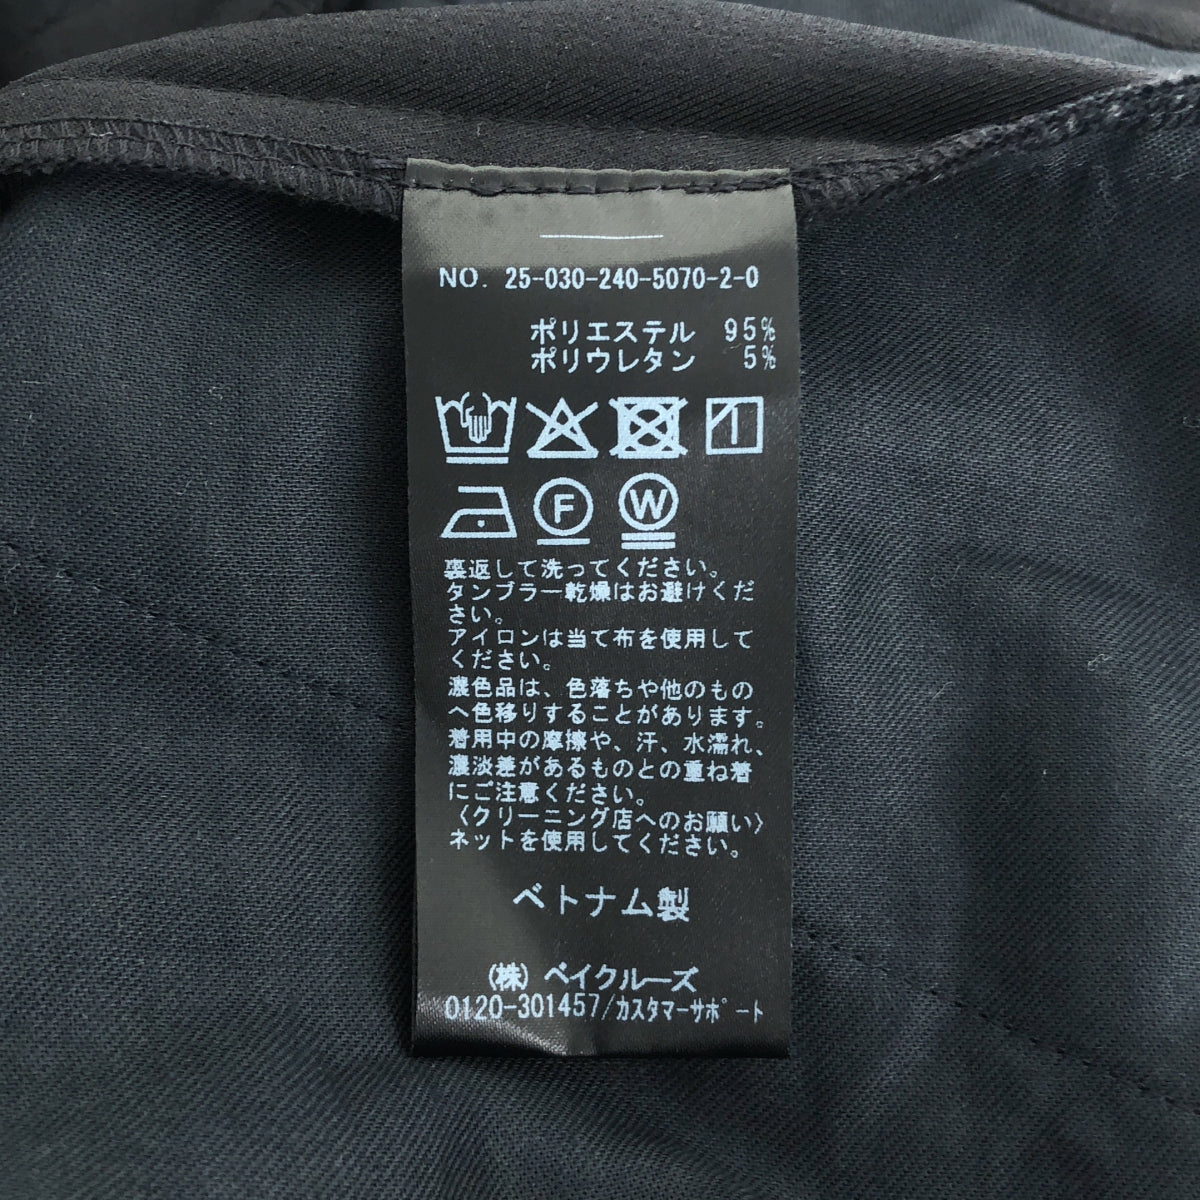 NO. 25-030-240-5070-2-0
ポリエステル 95%
ポリウレタン 5%
F W
裏返して洗ってください。
タンブラー乾燥はお避けくだ
さい。
アイロンは当て布を使用して
ください。
濃色品は、色落ちや他のもの
へ色移りすることがあります。
着用中の摩擦や、汗、水濡れ、
濃淡差があるものとの重ね着
にご注意ください。
〈クリーニング店へのお願い〉
ネットを使用してください。
ベトナム製
(株)ベイクルーズ
0120-301457/ｶｽﾀﾏｰｻﾎﾟｰﾄ